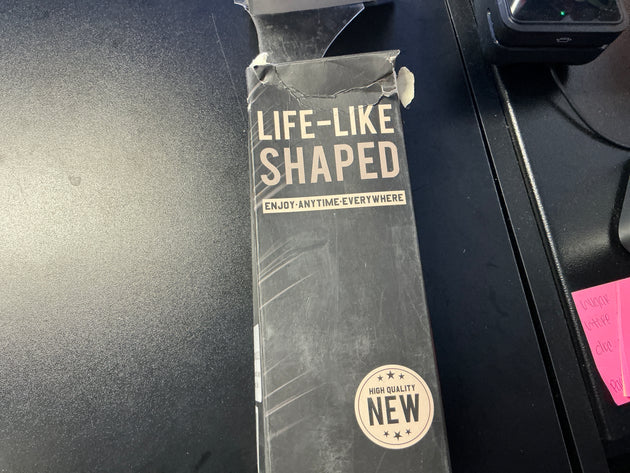 LIFE-LIKE
SHAPED
ENJOY·ANYTIME·EVERYWHERE
HIGH QUALITY
NEW